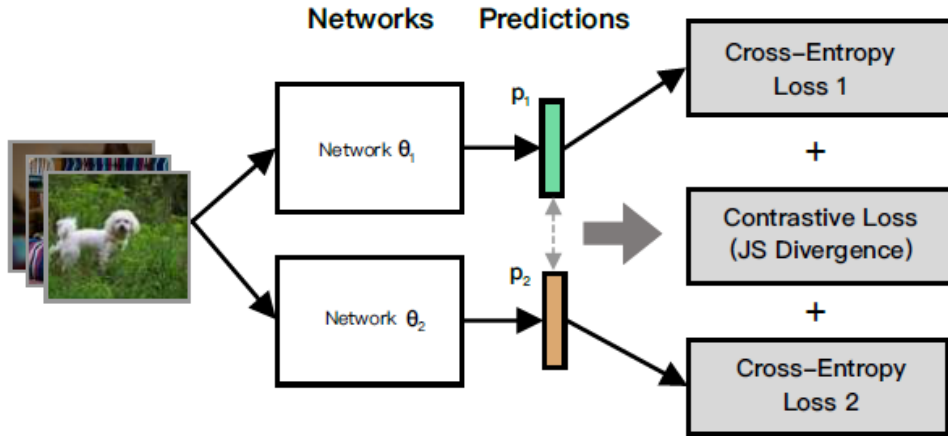 Networks
Predictions
Cross-Entropy
Loss 1
p₁
Network θ₁
+
Contrastive Loss
(JS Divergence)
p₂
Network θ₂
+
Cross-Entropy
Loss 2